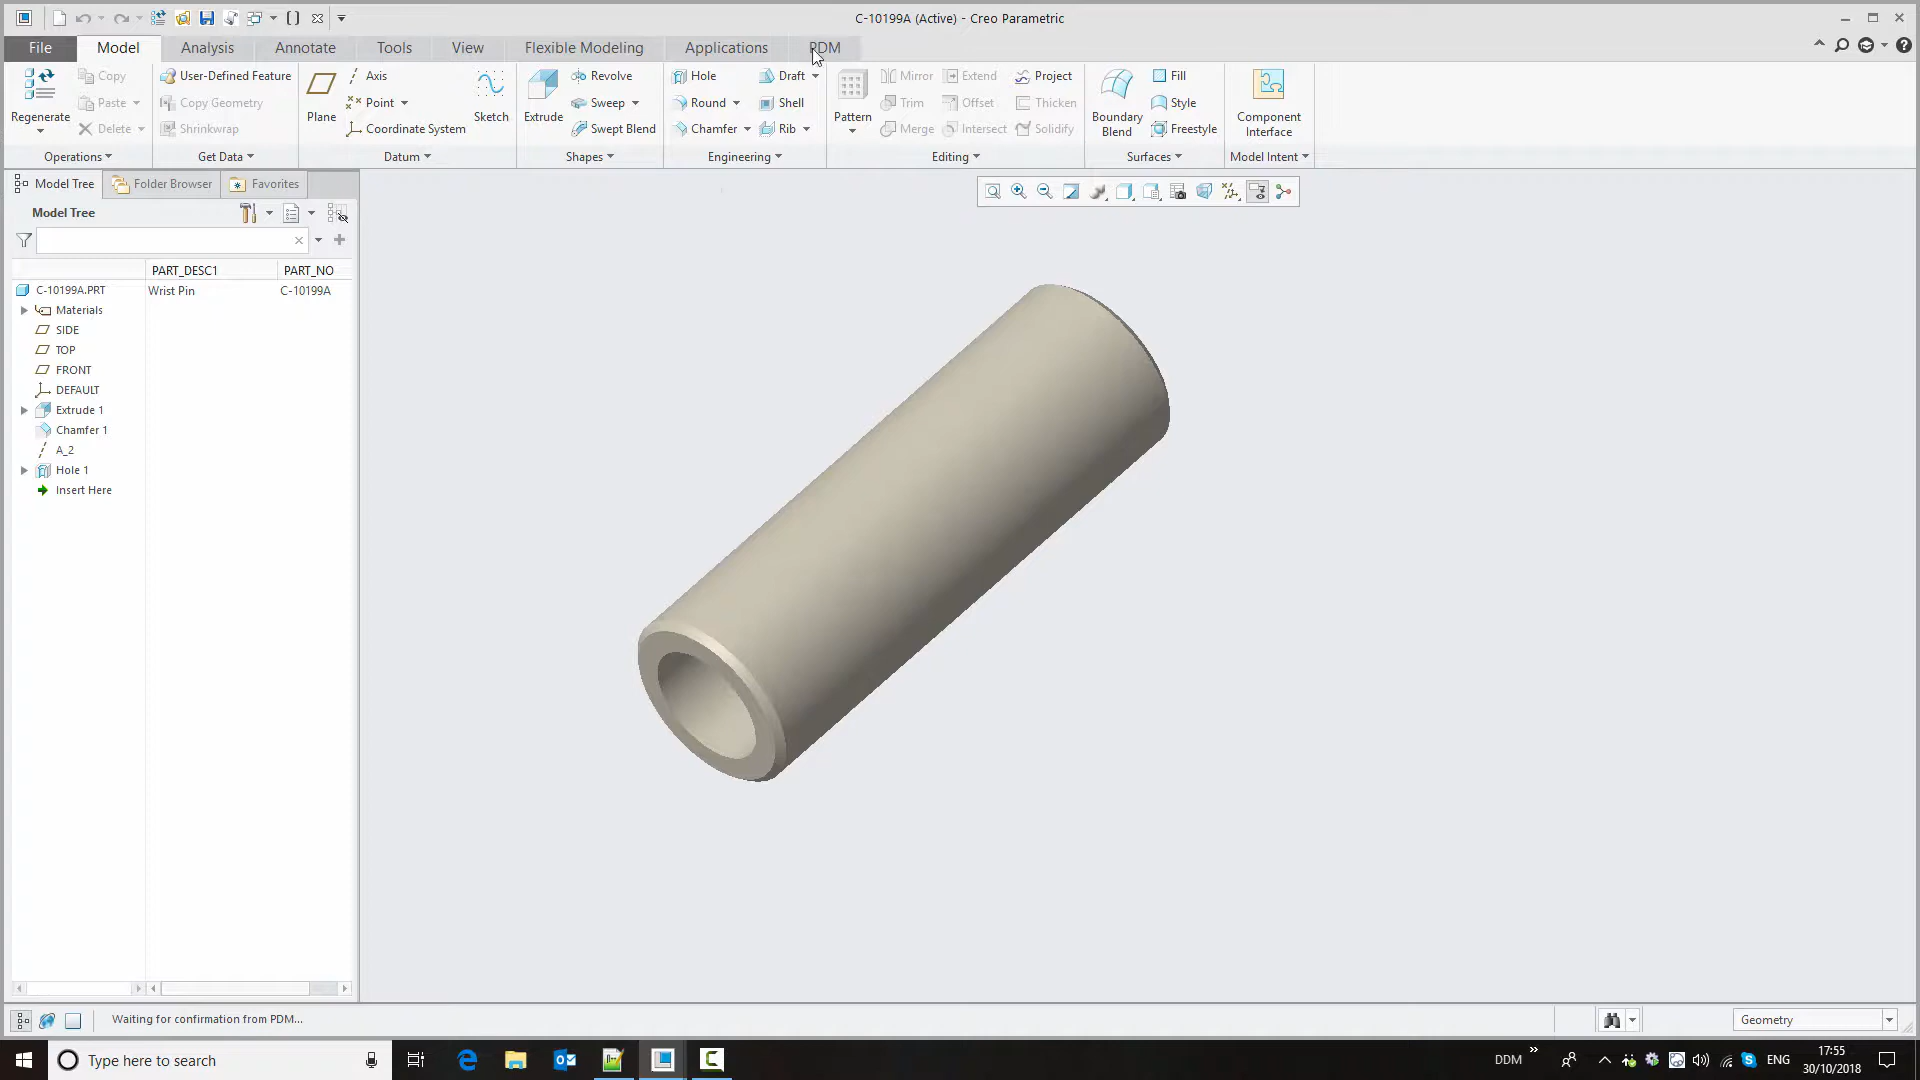 C-10199A (Active) - Creo Parametric
File Model Analysis Annotate Tools View Flexible Modeling Applications PDM
Regenerate
Copy
Paste
Delete
Operations
User-Defined Feature
Copy Geometry
Shrinkwrap
Get Data
Plane
Axis
Point
Coordinate System
Sketch
Datum
Extrude
Revolve
Sweep
Swept Blend
Shapes
Hole
Round
Chamfer
Draft
Shell
Rib
Engineering
Pattern
Mirror
Trim
Merge
Extend
Offset
Intersect
Project
Thicken
Solidify
Editing
Boundary
Blend
Fill
Style
Freestyle
Surfaces
Component
Interface
Model Intent
Model Tree Folder Browser Favorites
Model Tree
PART_DESC1 PART_NO
C-10199A.PRT Wrist Pin C-10199A
Materials
SIDE
TOP
FRONT
DEFAULT
Extrude 1
Chamfer 1
A_2
Hole 1
Insert Here
Waiting for confirmation from PDM...
Geometry
Type here to search
DDM
ENG
17:55
30/10/2018